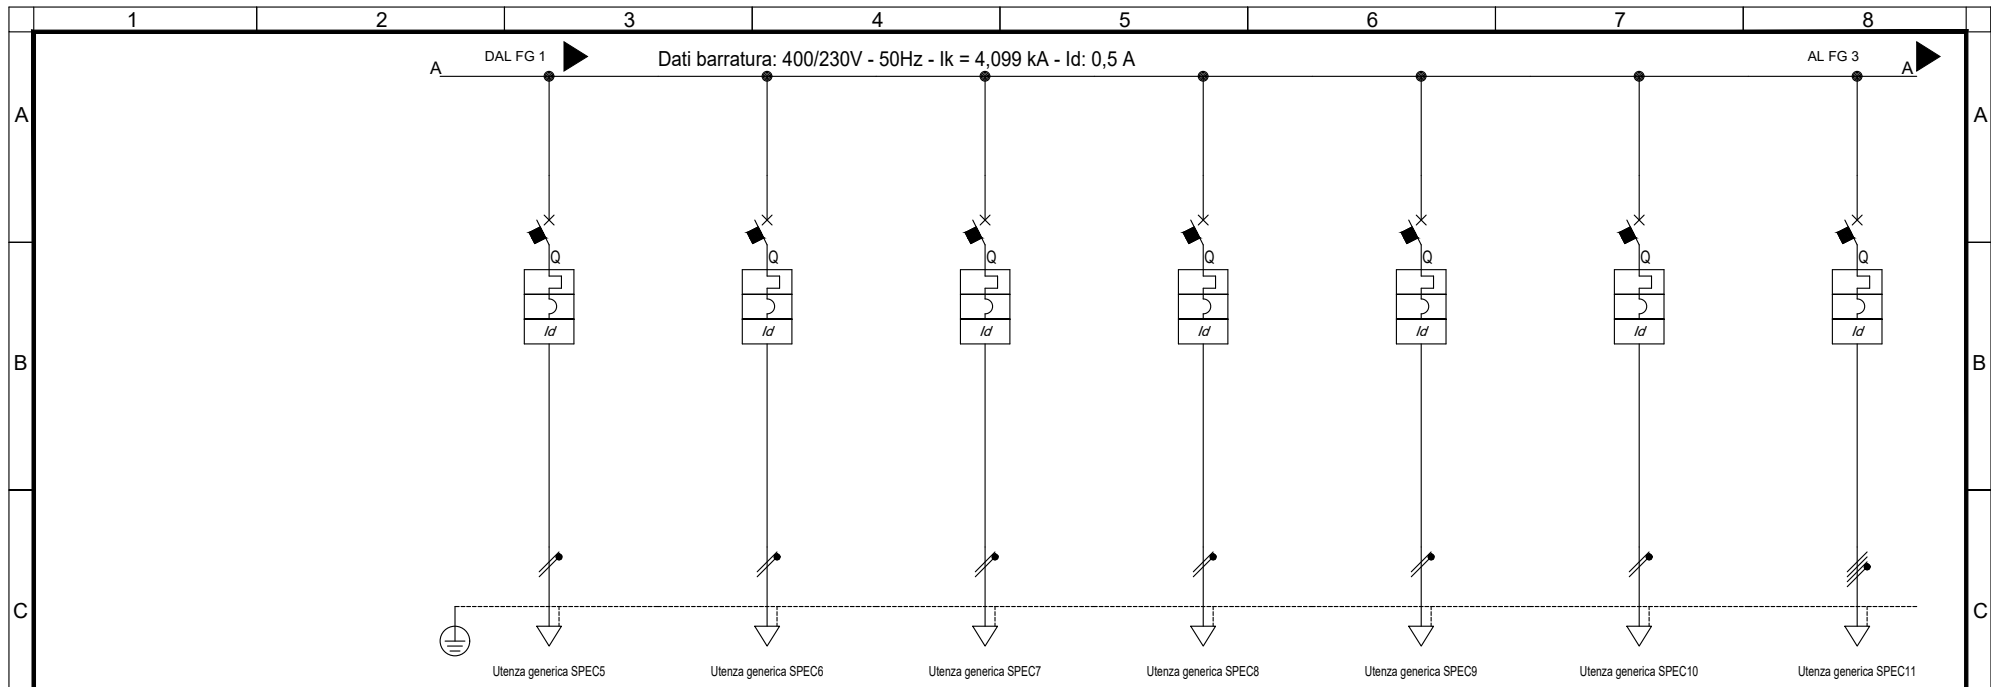 1 2 3 4 5 6 7 8
DAL FG 1 Dati barratura: 400/230V - 50Hz - Ik = 4,099 kA - Id: 0,5 A AL FG 3
A A
A A
Q Q Q Q Q Q Q
Id Id Id Id Id Id Id
B B
C C
Utenza generica SPEC5 Utenza generica SPEC6 Utenza generica SPEC7 Utenza generica SPEC8 Utenza generica SPEC9 Utenza generica SPEC10 Utenza generica SPEC11